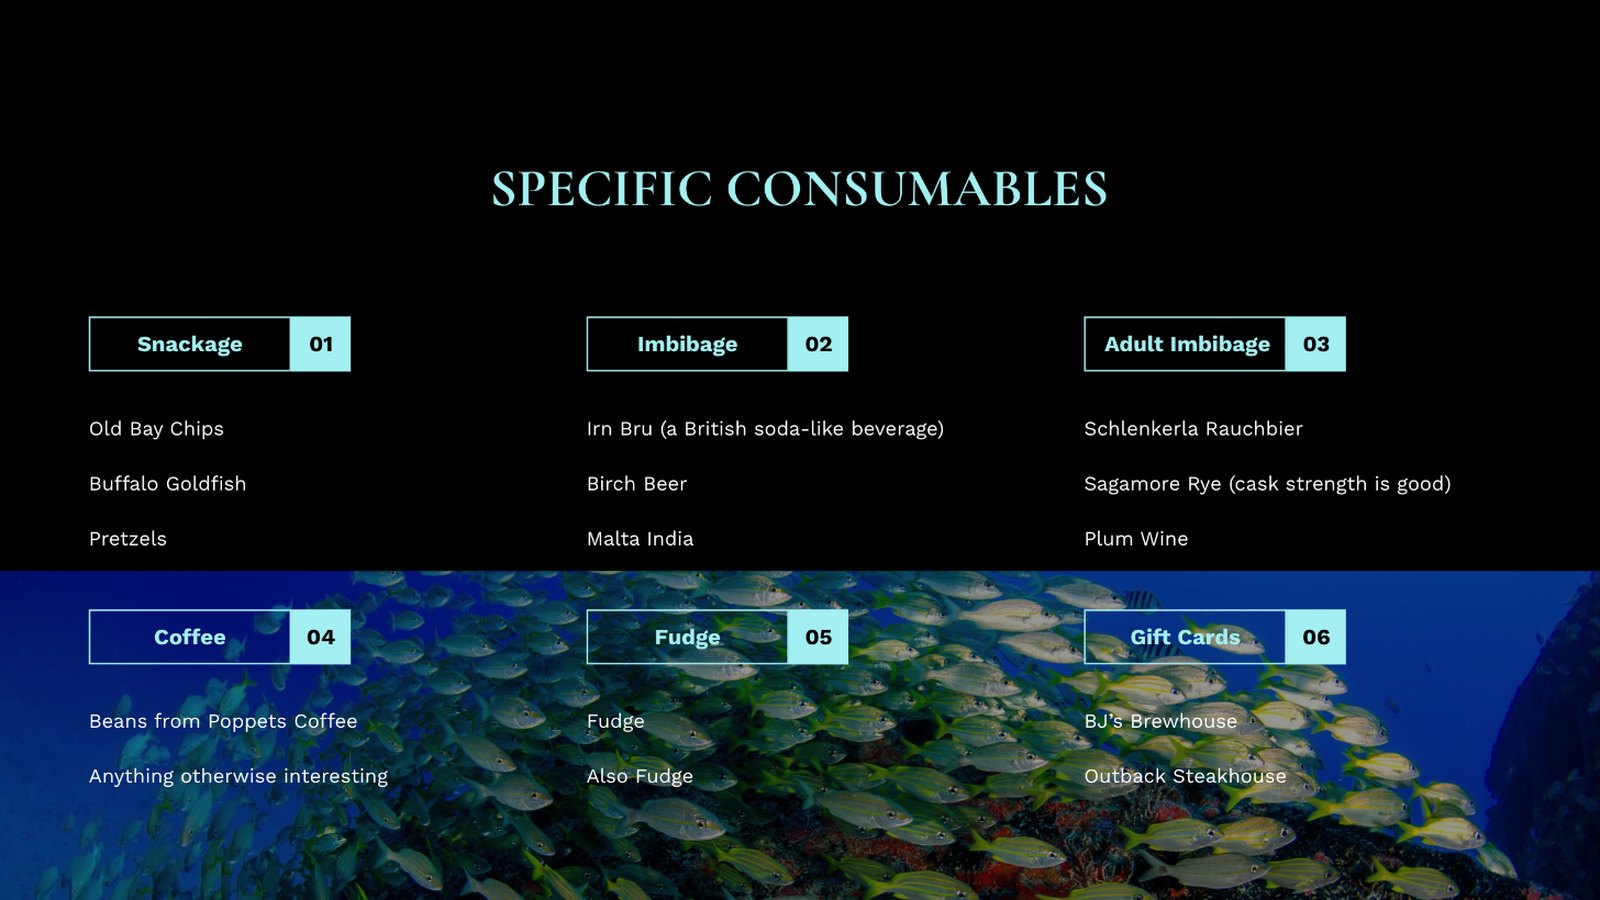 SPECIFIC CONSUMABLES
Snackage 01
Old Bay Chips
Buffalo Goldfish
Pretzels
Imbibage 02
Irn Bru (a British soda-like beverage)
Birch Beer
Malta India
Adult Imbibage 03
Schlenkerla Rauchbier
Sagamore Rye (cask strength is good)
Plum Wine
Coffee 04
Beans from Poppets Coffee
Anything otherwise interesting
Fudge 05
Fudge
Also Fudge
Gift Cards 06
BJ’s Brewhouse
Outback Steakhouse